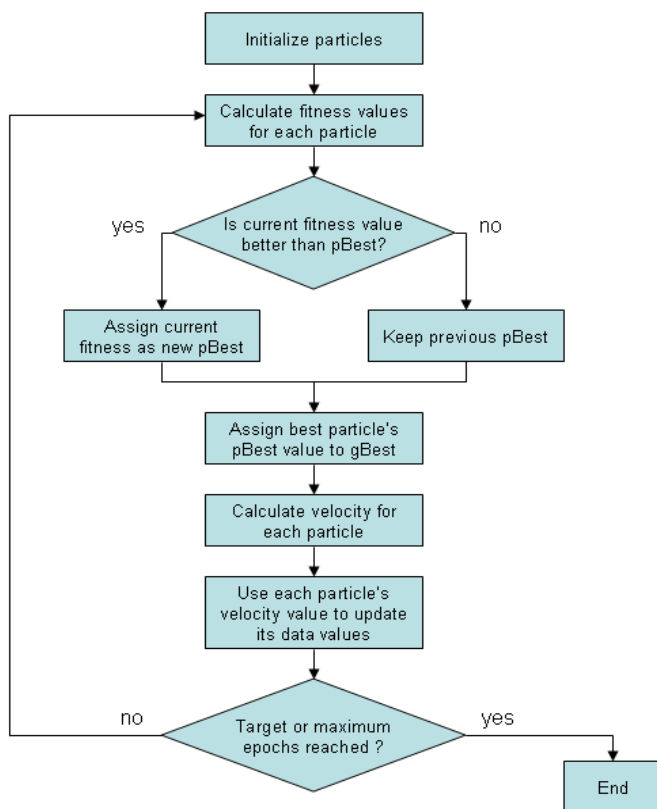 Initialize particles
Calculate fitness values
for each particle
Is current fitness value
better than pBest?
yes
no
Assign current
fitness as new pBest
Keep previous pBest
Assign best particle's
pBest value to gBest
Calculate velocity for
each particle
Use each particle's
velocity value to update
its data values
Target or maximum
epochs reached ?
no
yes
End